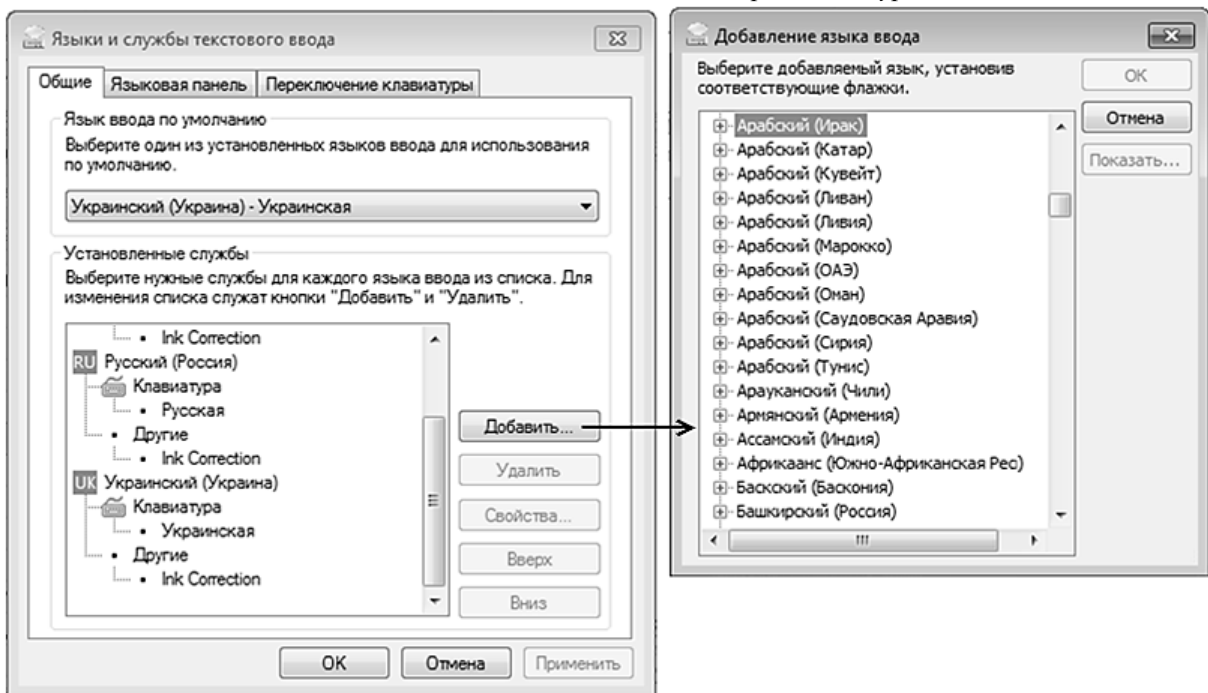 Языки и службы текстового ввода
Общие Языковая панель Переключение клавиатуры
Язык ввода по умолчанию
Выберите один из установленных языков ввода для использования
по умолчанию.
Украинский (Украина) - Украинская
Установленные службы
Выберите нужные службы для каждого языка ввода из списка. Для
изменения списка служат кнопки "Добавить" и "Удалить".
Ink Correction
RU Русский (Россия)
Клавиатура
Русская
Другие
Ink Correction
UK Украинский (Украина)
Клавиатура
Украинская
Другие
Ink Correction
Добавить...
Удалить
Свойства...
Вверх
Вниз
OK Отмена Применить
Добавление языка ввода
Выберите добавляемый язык, установив
соответствующие флажки.
Арабский (Ирак)
Арабский (Катар)
Арабский (Кувейт)
Арабский (Ливан)
Арабский (Ливия)
Арабский (Марокко)
Арабский (ОАЭ)
Арабский (Оман)
Арабский (Саудовская Аравия)
Арабский (Сирия)
Арабский (Тунис)
Арауканский (Чили)
Армянский (Армения)
Ассамский (Индия)
Африкаанс (Южно-Африканская Рес)
Баскский (Баскония)
Башкирский (Россия)
OK
Отмена
Показать...